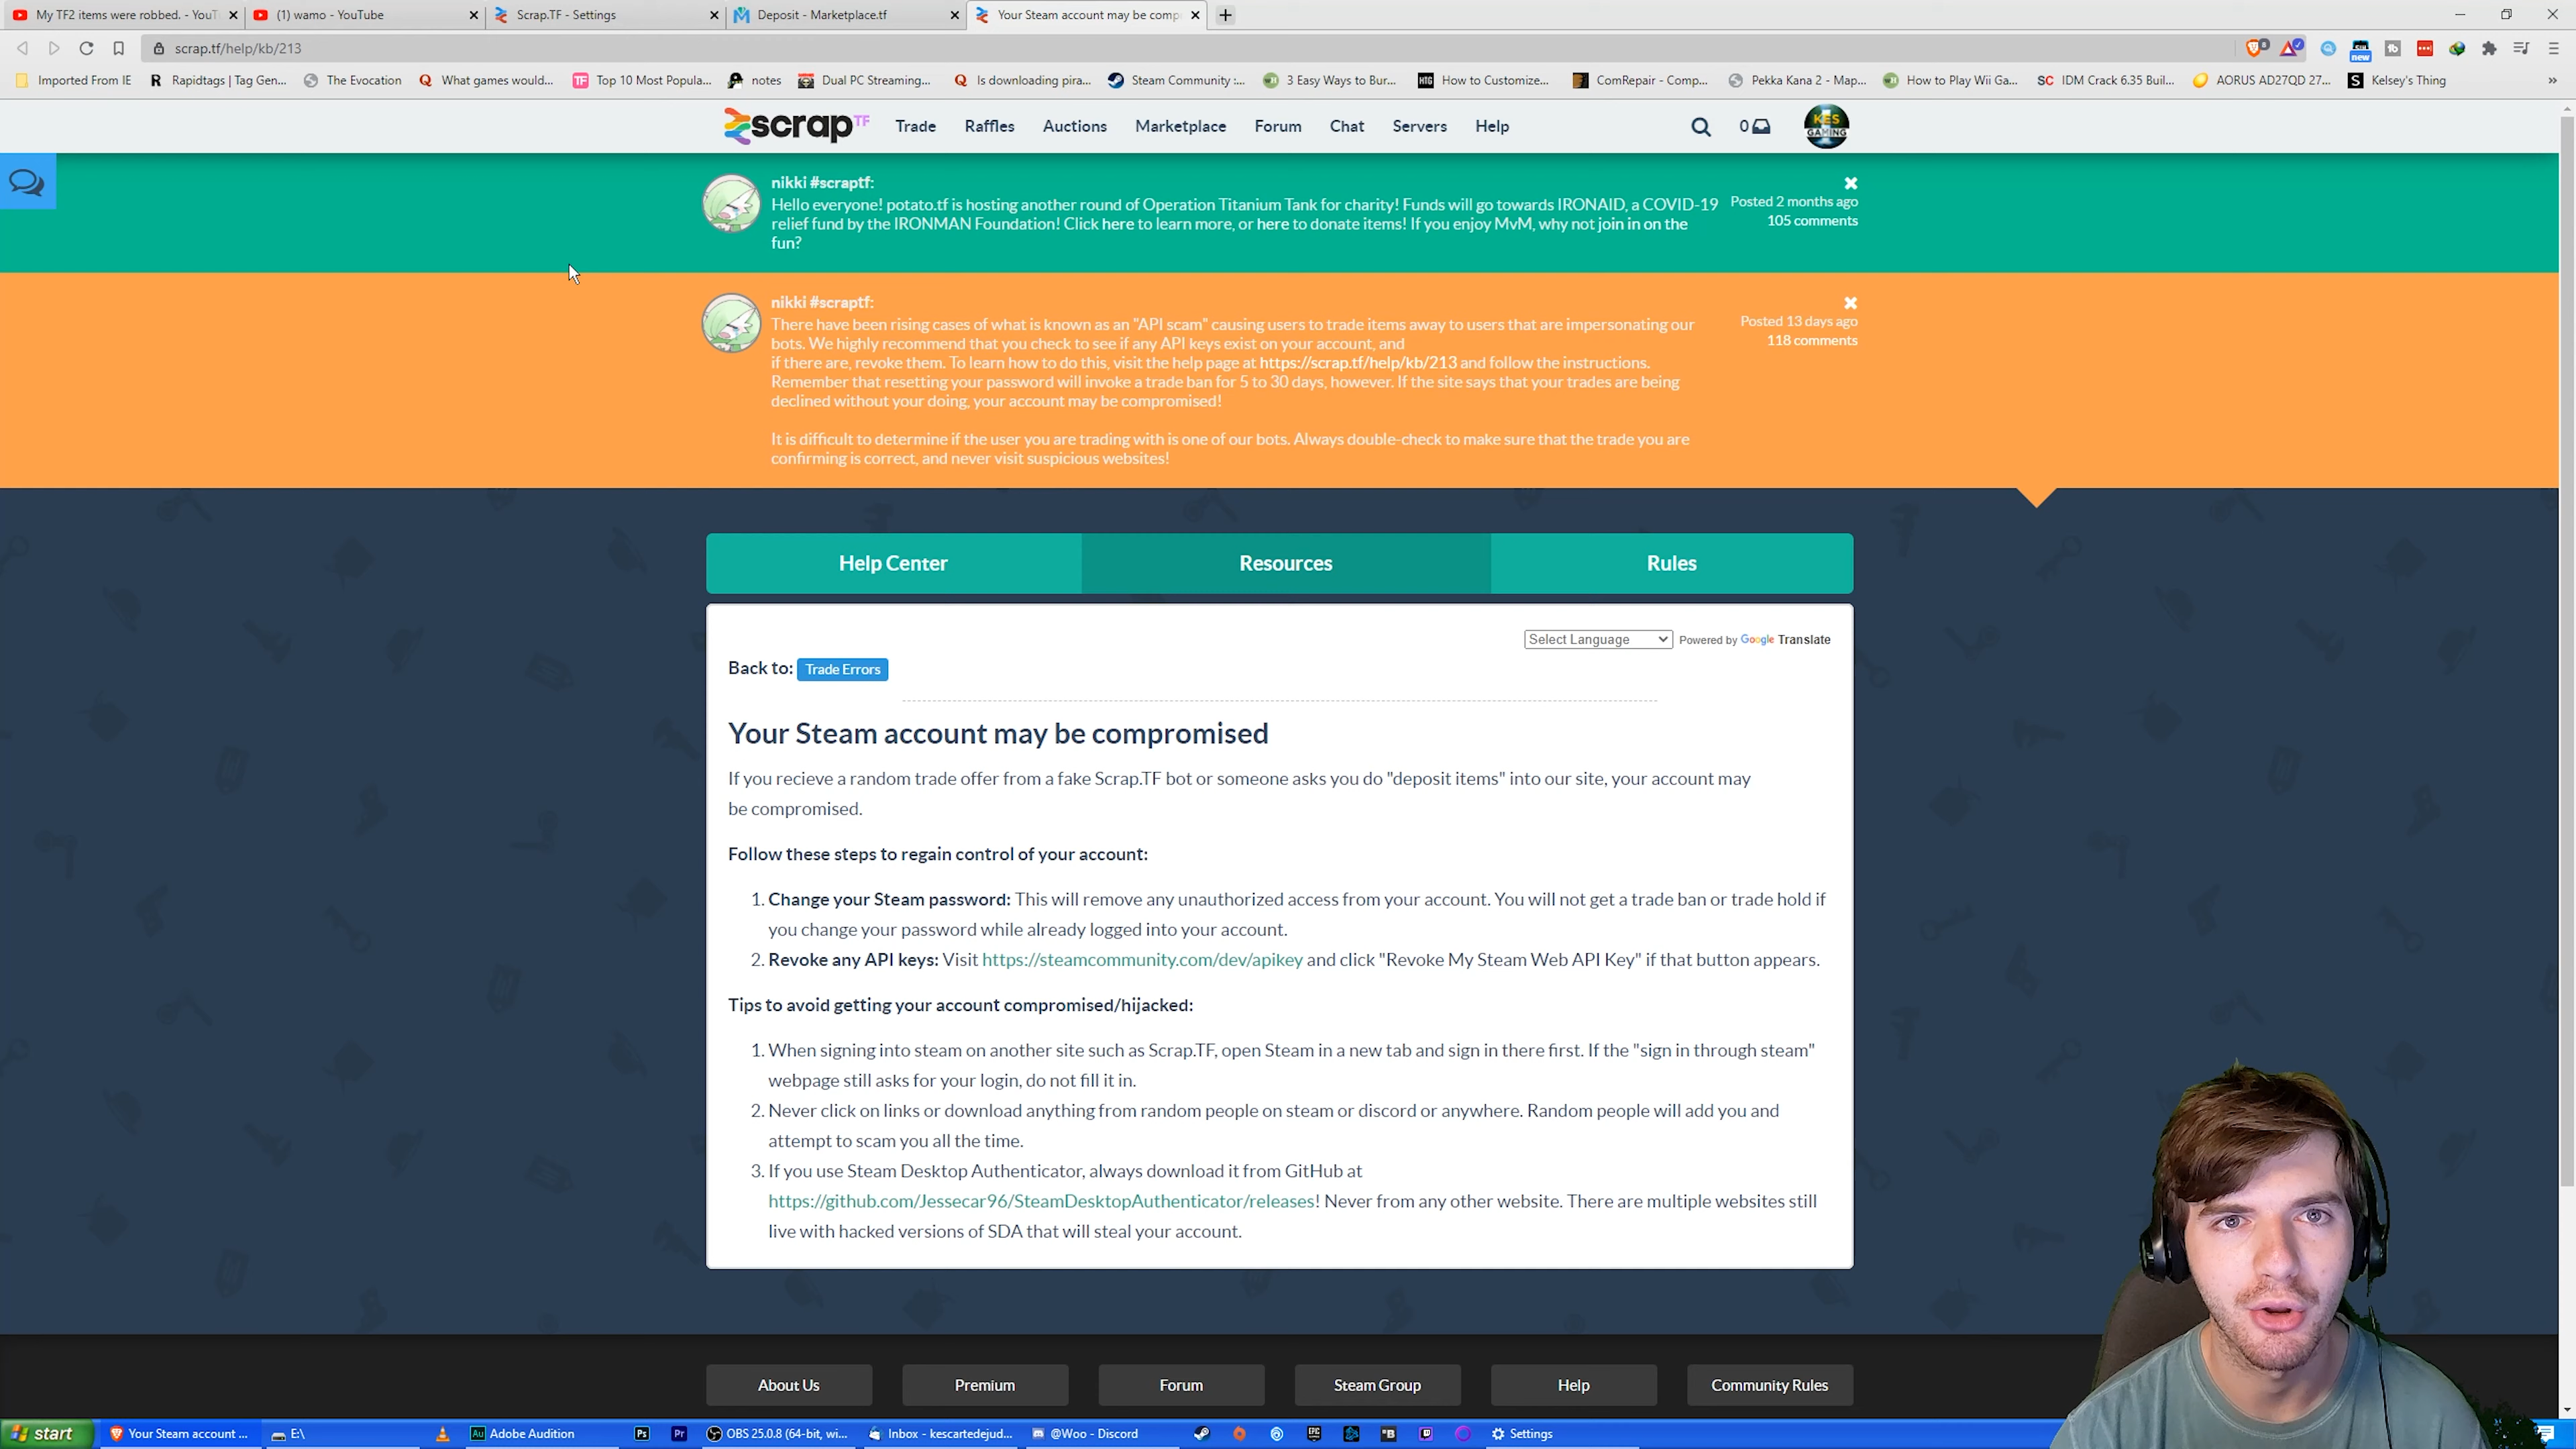 My TF2 items were robbed. - YouT
(1) wamo - YouTube
Scrap.TF - Settings
Deposit - Marketplace.tf
Your Steam account may be comp
scrap.tf/help/kb/213
Imported From IE
Rapidtags | Tag Gen...
The Evocation
What games would...
Top 10 Most Popula...
notes
Dual PC Streaming...
Is downloading pira...
Steam Community :...
3 Easy Ways to Bur...
How to Customize...
ComRepair - Comp...
Pekka Kana 2 - Map...
How to Play Wii Ga...
IDM Crack 6.35 Buil...
AORUS AD27QD 27...
Kelsey's Thing
scrap TF
Trade
Raffles
Auctions
Marketplace
Forum
Chat
Servers
Help
0
KES GAMING
nikki #scraptf:
Hello everyone! potato.tf is hosting another round of Operation Titanium Tank for charity! Funds will go towards IRONAID, a COVID-19
relief fund by the IRONMAN Foundation! Click here to learn more, or here to donate items! If you enjoy MvM, why not join in on the
fun?
Posted 2 months ago
105 comments
nikki #scraptf:
There have been rising cases of what is known as an "API scam" causing users to trade items away to users that are impersonating our
bots. We highly recommend that you check to see if any API keys exist on your account, and
if there are, revoke them. To learn how to do this, visit the help page at https://scrap.tf/help/kb/213 and follow the instructions.
Remember that resetting your password will invoke a trade ban for 5 to 30 days, however. If the site says that your trades are being
declined without your doing, your account may be compromised!
It is difficult to determine if the user you are trading with is one of our bots. Always double-check to make sure that the trade you are
confirming is correct, and never visit suspicious websites!
Posted 13 days ago
118 comments
Help Center
Resources
Rules
Select Language
Powered by Google Translate
Back to: Trade Errors
Your Steam account may be compromised
If you recieve a random trade offer from a fake Scrap.TF bot or someone asks you do "deposit items" into our site, your account may
be compromised.
Follow these steps to regain control of your account:
1. Change your Steam password: This will remove any unauthorized access from your account. You will not get a trade ban or trade hold if
you change your password while already logged into your account.
2. Revoke any API keys: Visit https://steamcommunity.com/dev/apikey and click "Revoke My Steam Web API Key" if that button appears.
Tips to avoid getting your account compromised/hijacked:
1. When signing into steam on another site such as Scrap.TF, open Steam in a new tab and sign in there first. If the "sign in through steam"
webpage still asks for your login, do not fill it in.
2. Never click on links or download anything from random people on steam or discord or anywhere. Random people will add you and
attempt to scam you all the time.
3. If you use Steam Desktop Authenticator, always download it from GitHub at
https://github.com/Jessecar96/SteamDesktopAuthenticator/releases! Never from any other website. There are multiple websites still
live with hacked versions of SDA that will steal your account.
About Us
Premium
Forum
Steam Group
Help
Community Rules
start
Your Steam account ...
E:\
Adobe Audition
OBS 25.0.8 (64-bit, wi...
Inbox - kescartedejud...
@Woo - Discord
Settings